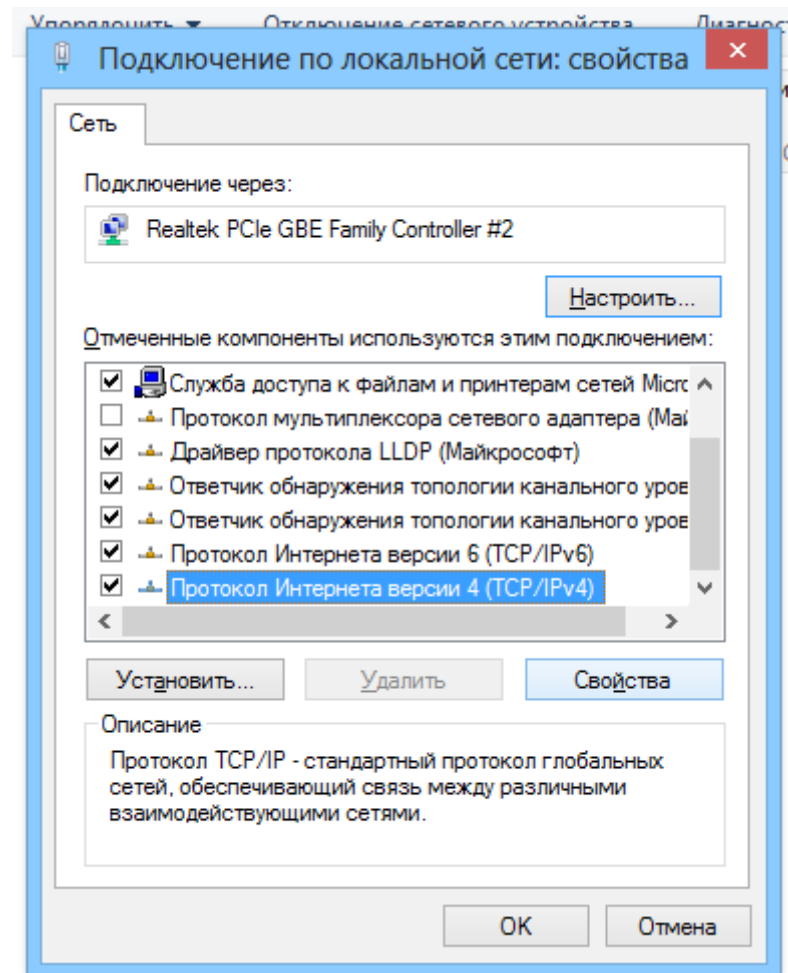 Упорядочить Отключение сетевого устройства
Подключение по локальной сети: свойства
Сеть
Подключение через:
Realtek PCIe GBE Family Controller #2
Настроить...
Отмеченные компоненты используются этим подключением:
Служба доступа к файлам и принтерам сетей Micro
Протокол мультиплексора сетевого адаптера (Май
Драйвер протокола LLDP (Майкрософт)
Ответчик обнаружения топологии канального уров
Ответчик обнаружения топологии канального уров
Протокол Интернета версии 6 (TCP/IPv6)
Протокол Интернета версии 4 (TCP/IPv4)
Установить... Удалить Свойства
Описание
Протокол TCP/IP - стандартный протокол глобальных
сетей, обеспечивающий связь между различными
взаимодействующими сетями.
OK Отмена